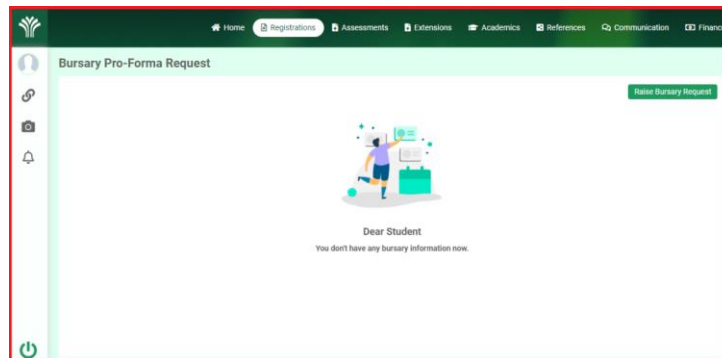 Home Registrations Assessments Extensions Academics References Communication Financ
Bursary Pro-Forma Request
Raise Bursary Request
Dear Student
You don't have any bursary information now.